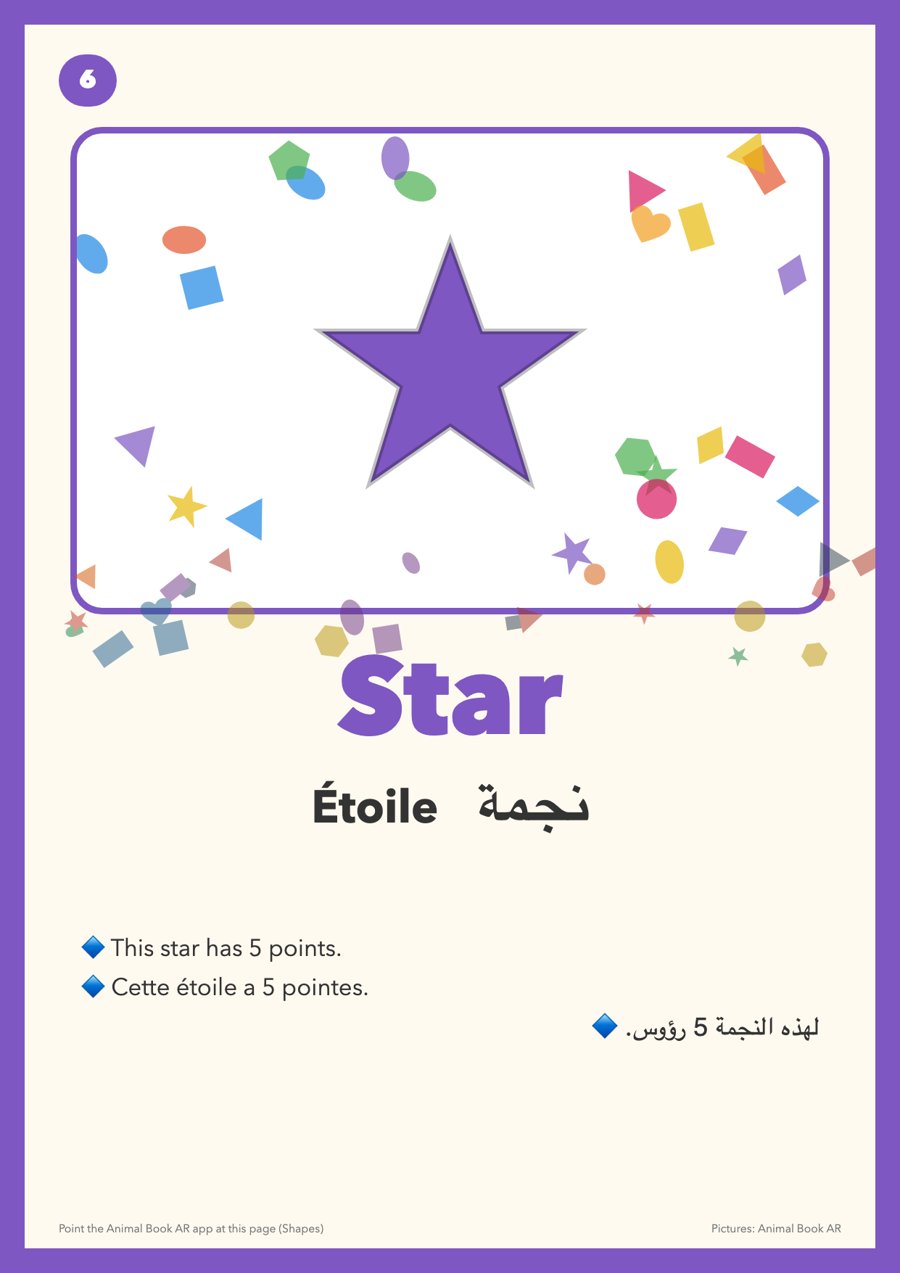 6
Star
Étoile نجمة
🔷 This star has 5 points.
🔷 Cette étoile a 5 pointes.
🔷 لهذه النجمة 5 رؤوس.
Point the Animal Book AR app at this page (Shapes)
Pictures: Animal Book AR